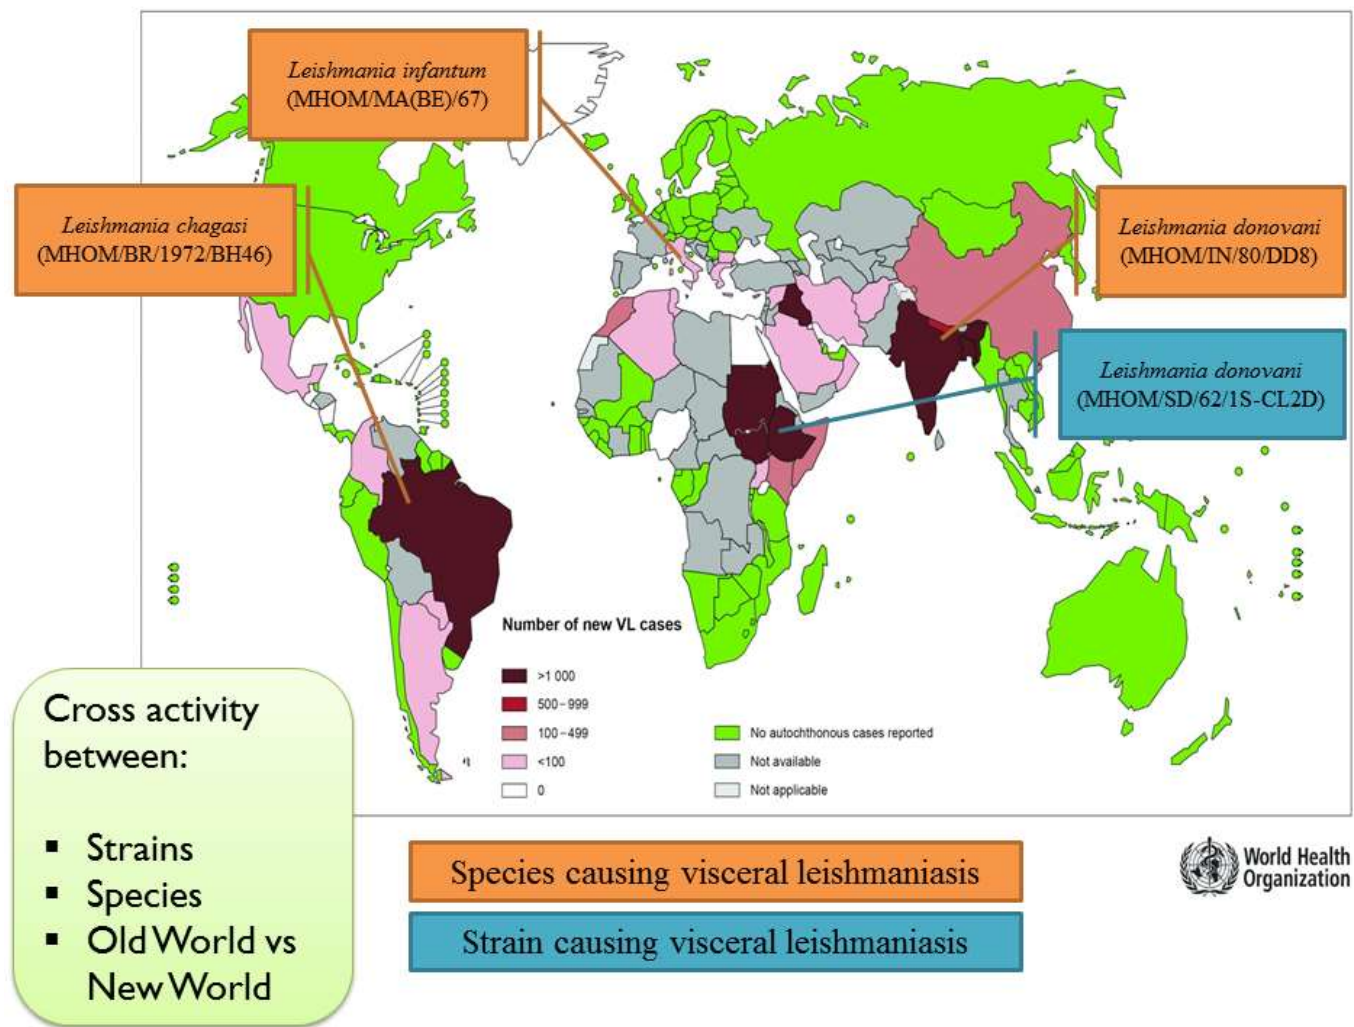 Leishmania infantum
(MHOM/MA(BE)/67)
Leishmania chagasi
(MHOM/BR/1972/BH46)
Leishmania donovani
(MHOM/IN/80/DD8)
Leishmania donovani
(MHOM/SD/62/1S-CL2D)
Number of new VL cases
>1 000
500–999
100–499
<100
0
No autochthonous cases reported
Not available
Not applicable
Cross activity
between:
▪ Strains
▪ Species
▪ Old World vs
New World
Species causing visceral leishmaniasis
Strain causing visceral leishmaniasis
World Health
Organization